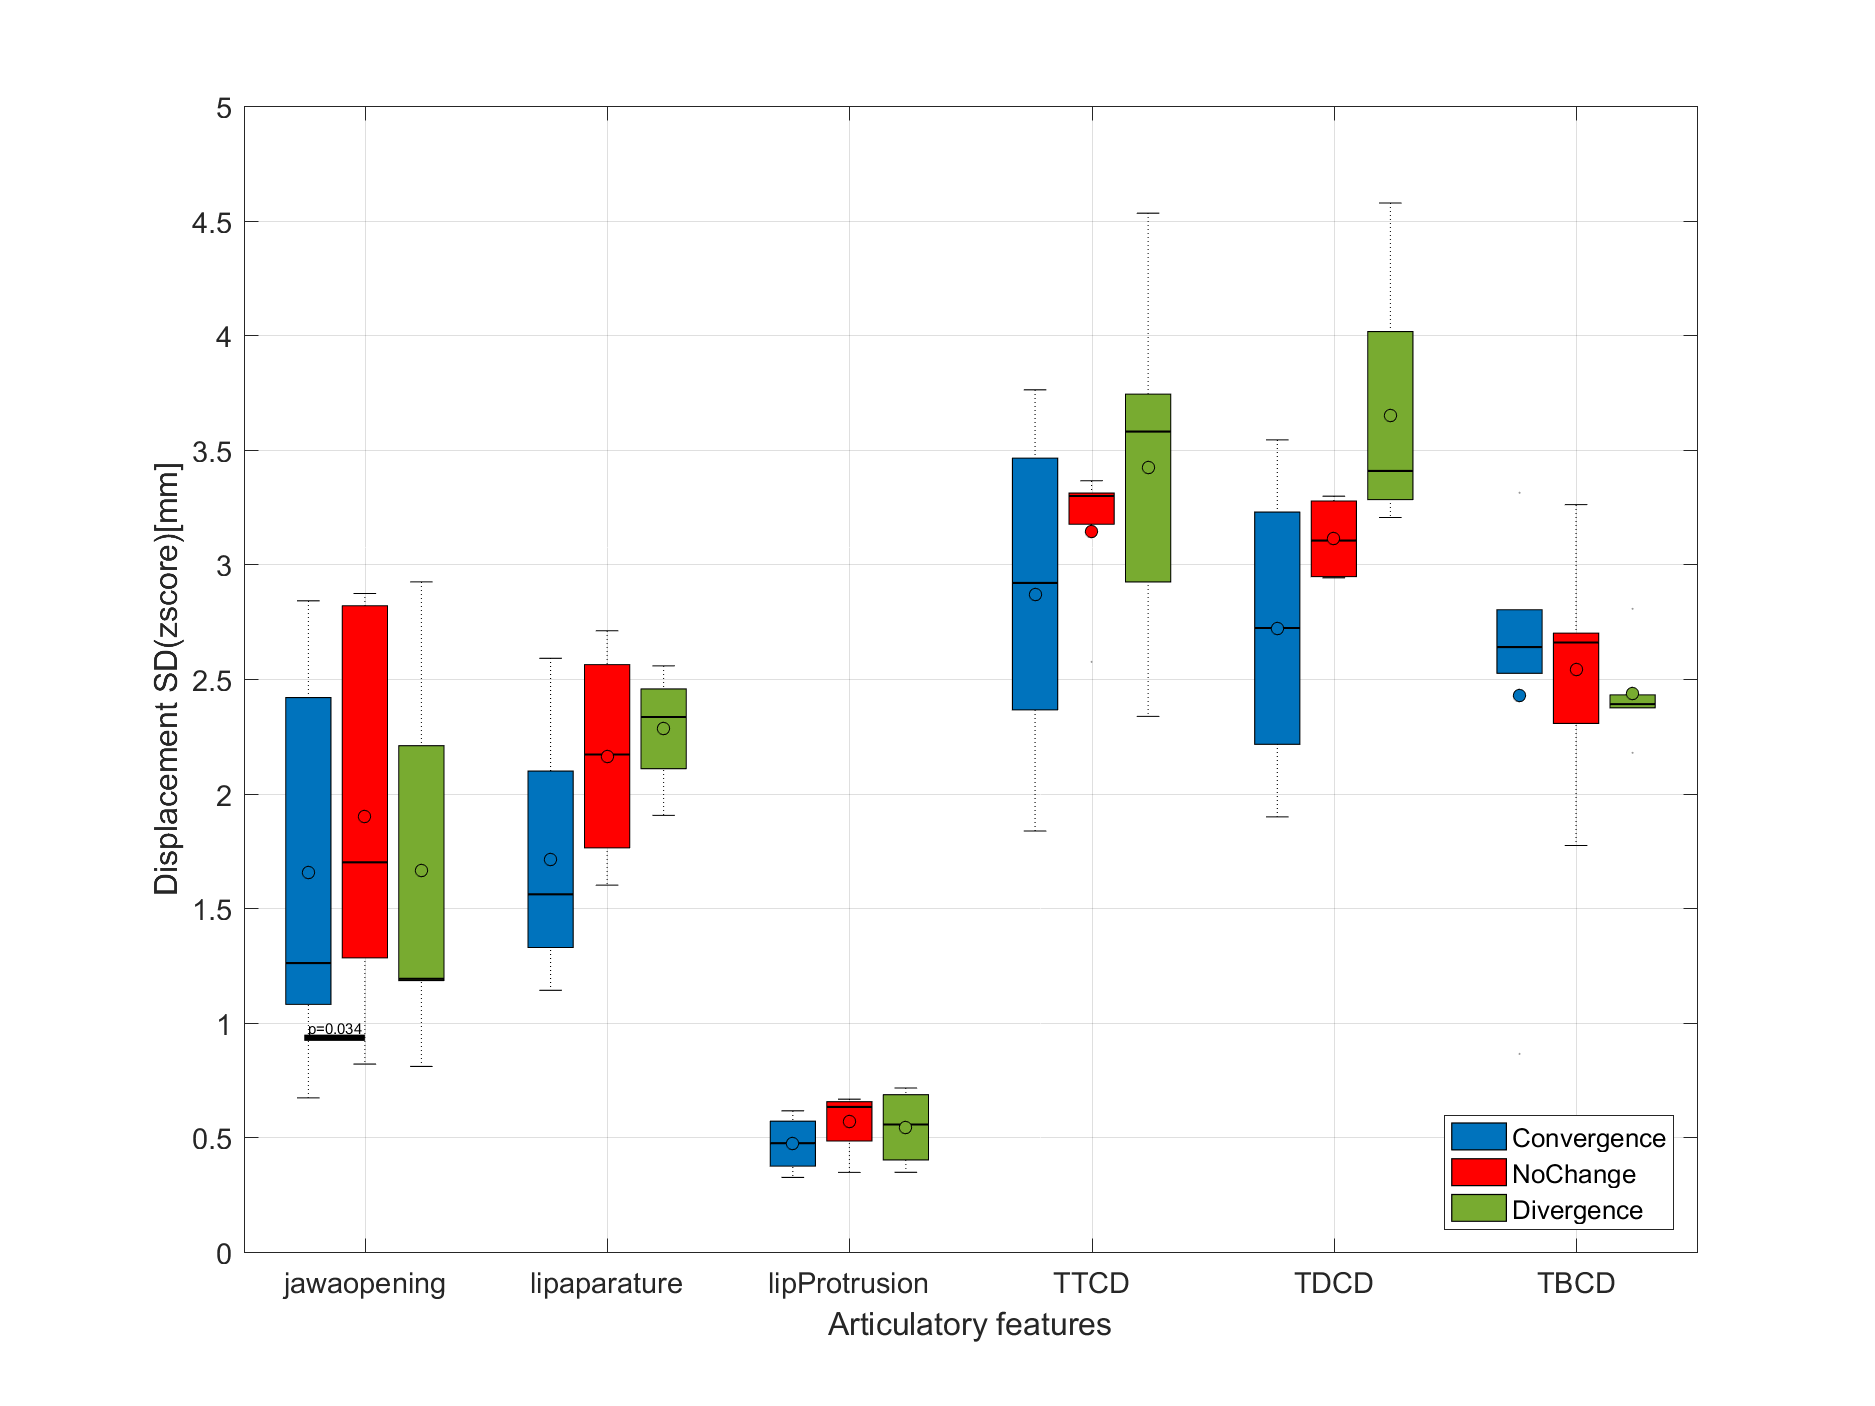 Displacement SD(zscore)[mm]
5
4.5
4
3.5
3
2.5
2
1.5
1
0.5
0
p=0.034
jawaopening lipaparature lipProtrusion TTCD TDCD TBCD
Articulatory features
Convergence
NoChange
Divergence